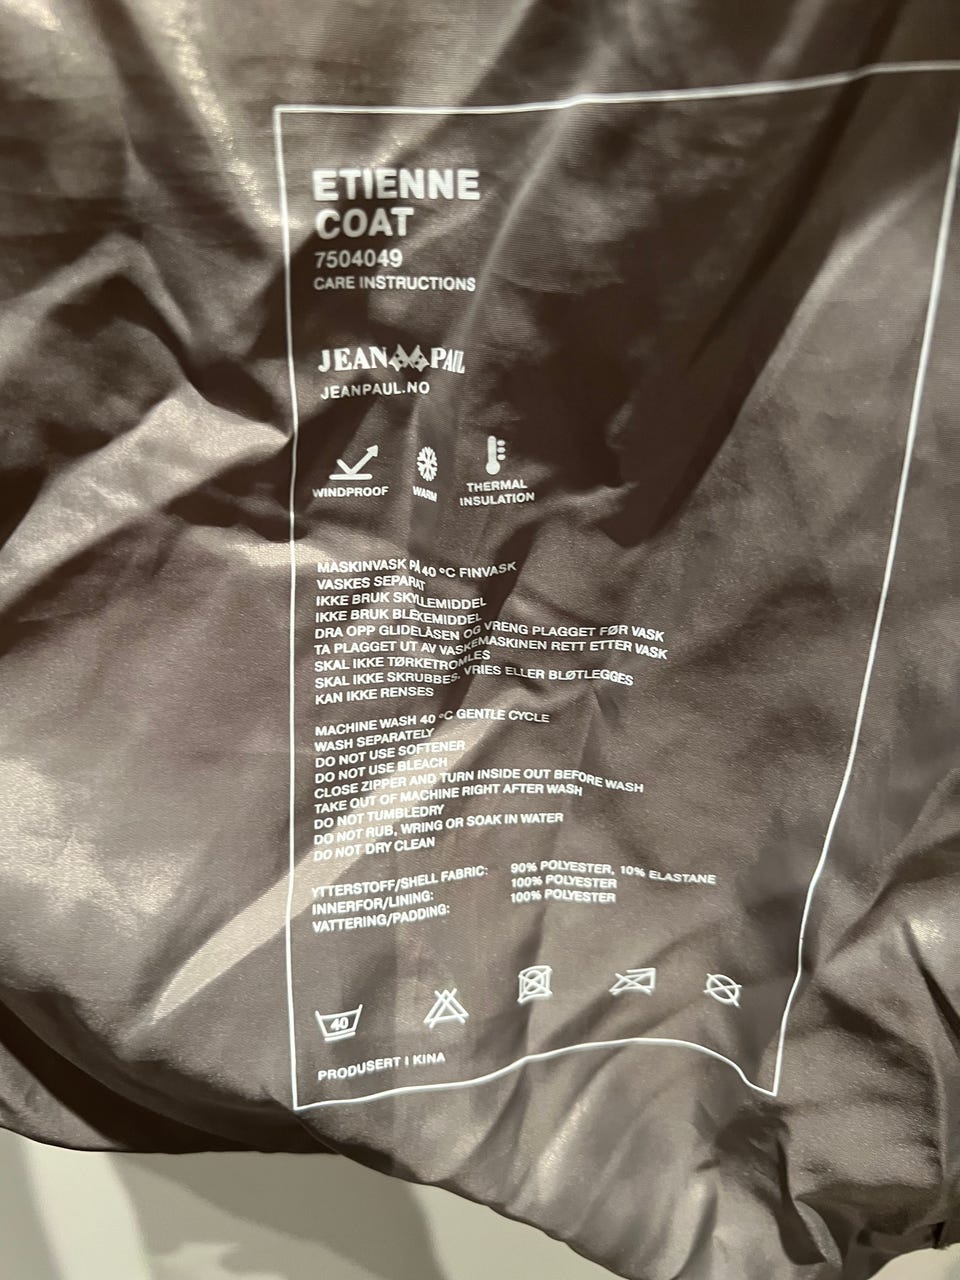 ETIENNE
COAT
7504049
CARE INSTRUCTIONS
JEAN PAUL
JEANPAUL.NO
WINDPROOF
WARM
THERMAL
INSULATION
MASKINVASK PÅ 40 °C FINVASK
VASKES SEPARAT
IKKE BRUK SKYLLEMIDDEL
IKKE BRUK BLEKEMIDDEL
DRA OPP GLIDELÅSEN OG VRENG PLAGGET FØR VASK
TA PLAGGET UT AV VASKEMASKINEN RETT ETTER VASK
SKAL IKKE TØRKETROMLES
SKAL IKKE SKRUBBES, VRIES ELLER BLØTLEGGES
KAN IKKE RENSES
MACHINE WASH 40 °C GENTLE CYCLE
WASH SEPARATELY
DO NOT USE SOFTENER
DO NOT USE BLEACH
CLOSE ZIPPER AND TURN INSIDE OUT BEFORE WASH
TAKE OUT OF MACHINE RIGHT AFTER WASH
DO NOT TUMBLEDRY
DO NOT RUB, WRING OR SOAK IN WATER
DO NOT DRY CLEAN
YTTERSTOFF/SHELL FABRIC: 90% POLYESTER, 10% ELASTANE
INNERFOR/LINING: 100% POLYESTER
VATTERING/PADDING: 100% POLYESTER
40
PRODUSERT I KINA